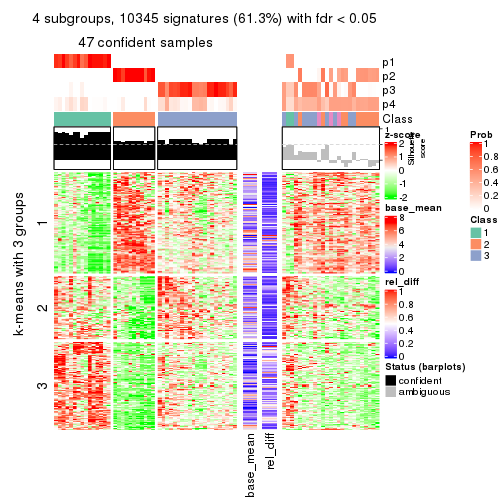 4 subgroups, 10345 signatures (61.3%) with fdr < 0.05
47 confident samples
p1
p2
p3
p4
Class
Silhouette
score
1
k-means with 3 groups
1
2
3
base_mean
rel_diff
z-score
2
1
0
-1
-2
base_mean
8
6
4
2
0
rel_diff
1
0.8
0.6
0.4
0.2
0
Status (barplots)
confident
ambiguous
Prob
1
0.8
0.6
0.4
0.2
0
Class
1
2
3